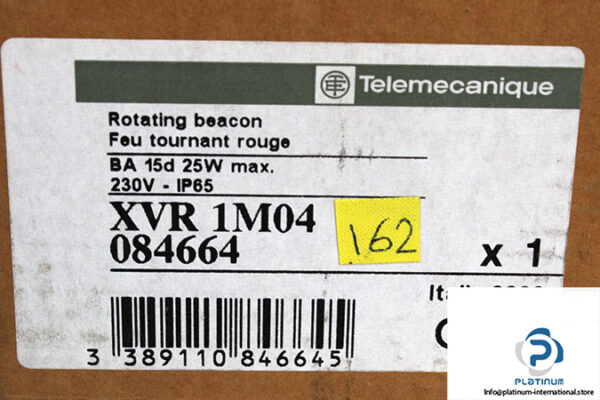 Telemecanique
Rotating beacon
Feu tournant rouge
BA 15d 25W max.
230V - IP65
XVR 1M04
084664
162
x 1
3 389110 846645
PLATINUM
Info@platinum-international.store